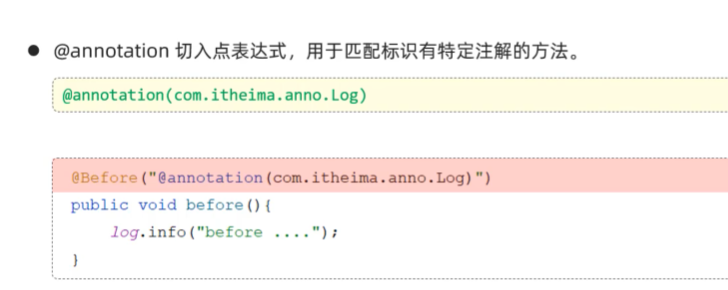 ● @annotation 切入点表达式，用于匹配标识有特定注解的方法。
@annotation(com.itheima.anno.Log)
@Before("@annotation(com.itheima.anno.Log)")
public void before(){
    log.info("before ....");
}